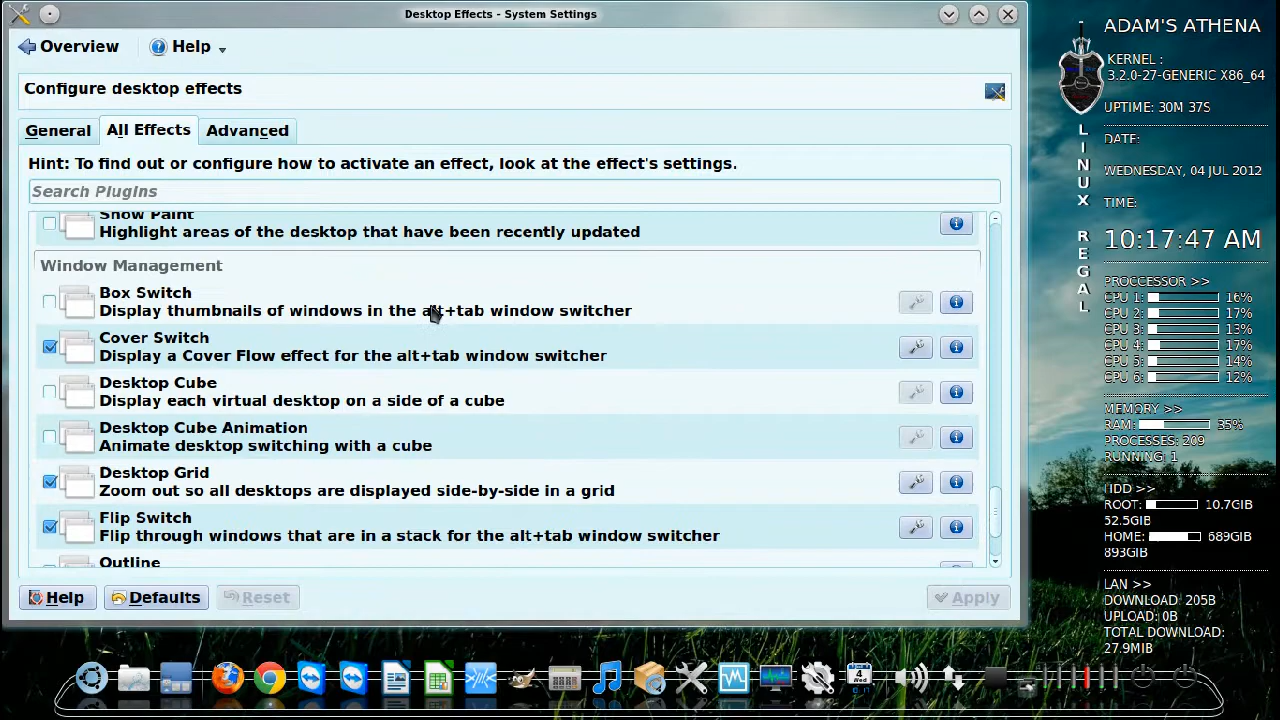 Desktop Effects - System Settings
Overview
Help
Configure desktop effects
General
All Effects
Advanced
Hint: To find out or configure how to activate an effect, look at the effect's settings.
Search Plugins
Show Paint
Highlight areas of the desktop that have been recently updated
Window Management
Box Switch
Display thumbnails of windows in the alt+tab window switcher
Cover Switch
Display a Cover Flow effect for the alt+tab window switcher
Desktop Cube
Display each virtual desktop on a side of a cube
Desktop Cube Animation
Animate desktop switching with a cube
Desktop Grid
Zoom out so all desktops are displayed side-by-side in a grid
Flip Switch
Flip through windows that are in a stack for the alt+tab window switcher
Outline
Help
Defaults
Reset
Apply
LINUX REGAL
ADAM'S ATHENA
KERNEL :
3.2.0-27-GENERIC X86_64
UPTIME: 30M 37S
DATE:
WEDNESDAY, 04 JUL 2012
TIME:
10:17:47 AM
PROCCESSOR >>
CPU 1: 16%
CPU 2: 17%
CPU 3: 13%
CPU 4: 17%
CPU 5: 14%
CPU 6: 12%
MEMORY >>
RAM: 35%
PROCESSES: 209
RUNNING: 1
HDD >>
ROOT: 10.7GIB
52.5GIB
HOME: 689GIB
893GIB
LAN >>
DOWNLOAD: 205B
UPLOAD: 0B
TOTAL DOWNLOAD:
27.9MIB
4
Wed